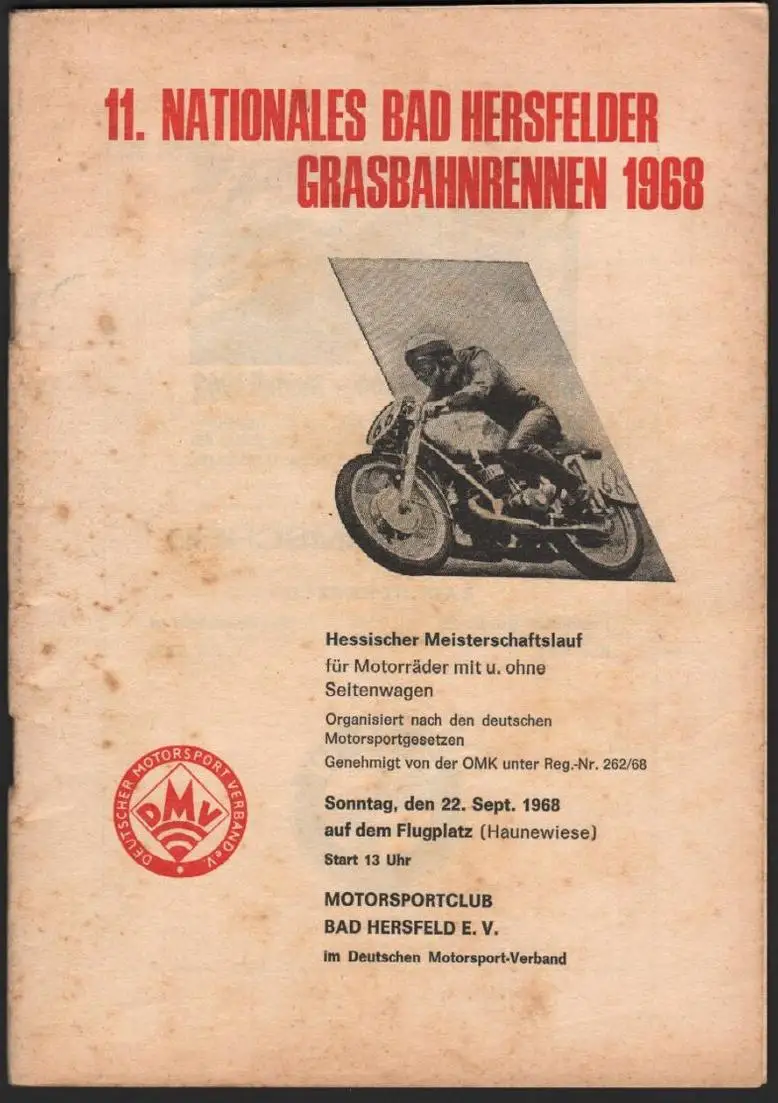 11. NATIONALES BAD HERSFELDER
GRASBAHNRENNEN 1968
Hessischer Meisterschaftslauf
für Motorräder mit u. ohne
Seitenwagen
Organisiert nach den deutschen
Motorsportgesetzen
Genehmigt von der OMK unter Reg.-Nr. 262/68
Sonntag, den 22. Sept. 1968
auf dem Flugplatz (Haunewiese)
Start 13 Uhr
MOTORSPORTCLUB
BAD HERSFELD E. V.
im Deutschen Motorsport-Verband
DEUTSCHER MOTORSPORT VERBAND e.V.
DMV